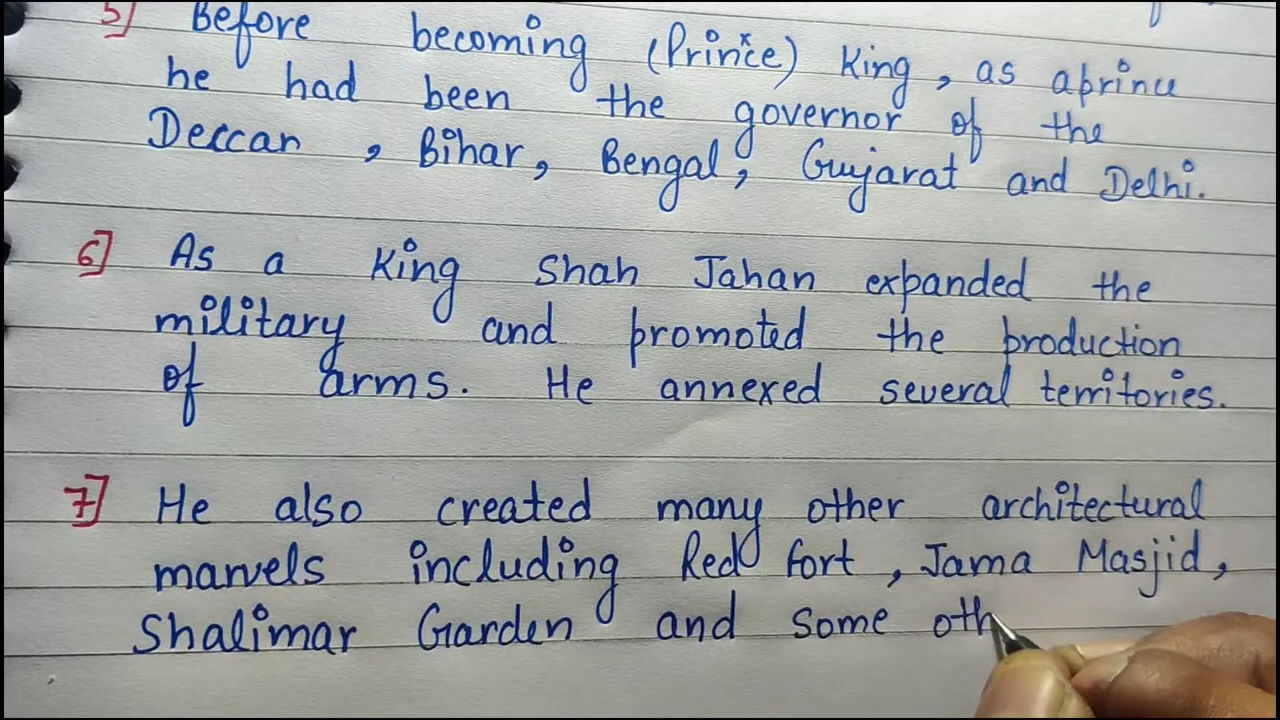 5] Before becoming (Prince) King, as a prince
he had been the governor of the
Deccan, Bihar, Bengal, Gujarat and Delhi.
6] As a King Shah Jahan expanded the
military and promoted the production
of arms. He annexed several territories.
7] He also created many other architectural
marvels including Red fort, Jama Masjid,
Shalimar Garden and some oth